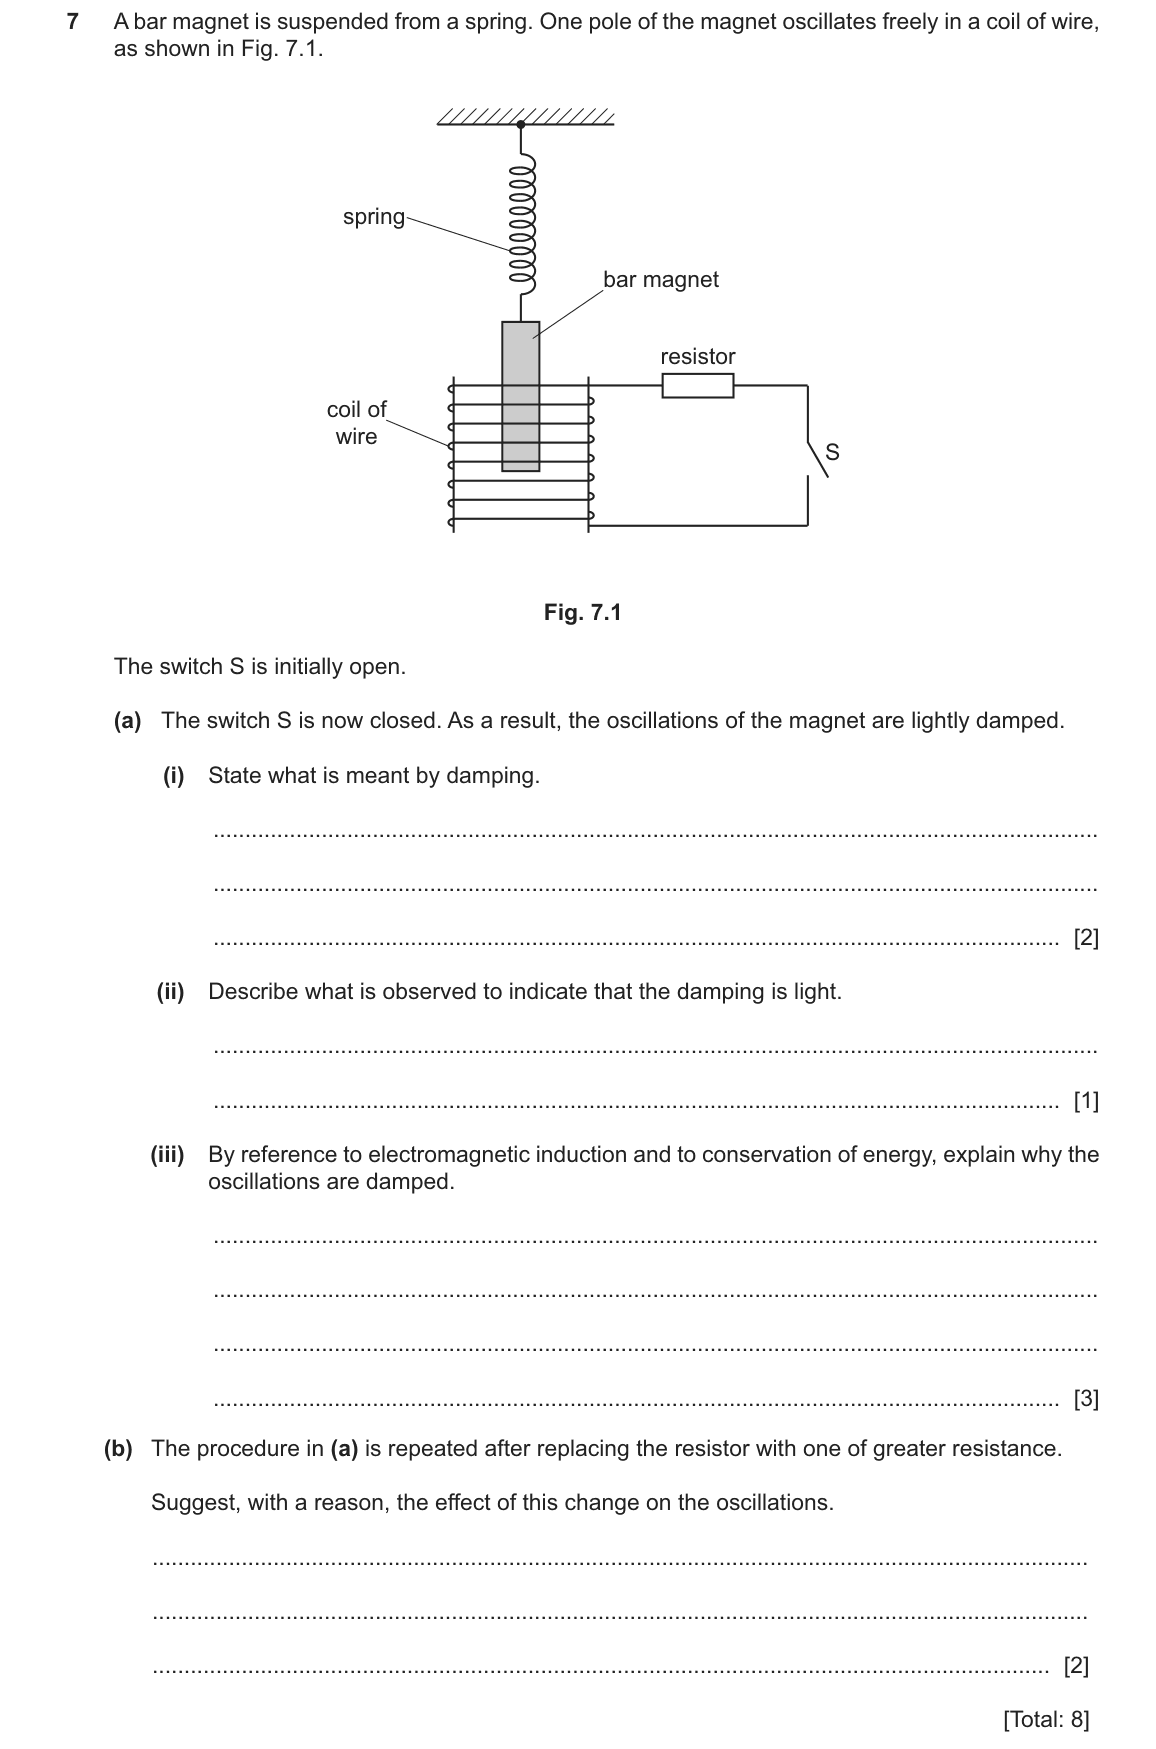 7 A bar magnet is suspended from a spring. One pole of the magnet oscillates freely in a coil of wire,
as shown in Fig. 7.1.
spring
bar magnet
resistor
coil of
wire
S
Fig. 7.1
The switch S is initially open.
(a) The switch S is now closed. As a result, the oscillations of the magnet are lightly damped.
(i) State what is meant by damping.
[2]
(ii) Describe what is observed to indicate that the damping is light.
[1]
(iii) By reference to electromagnetic induction and to conservation of energy, explain why the
oscillations are damped.
[3]
(b) The procedure in (a) is repeated after replacing the resistor with one of greater resistance.
Suggest, with a reason, the effect of this change on the oscillations.
[2]
[Total: 8]